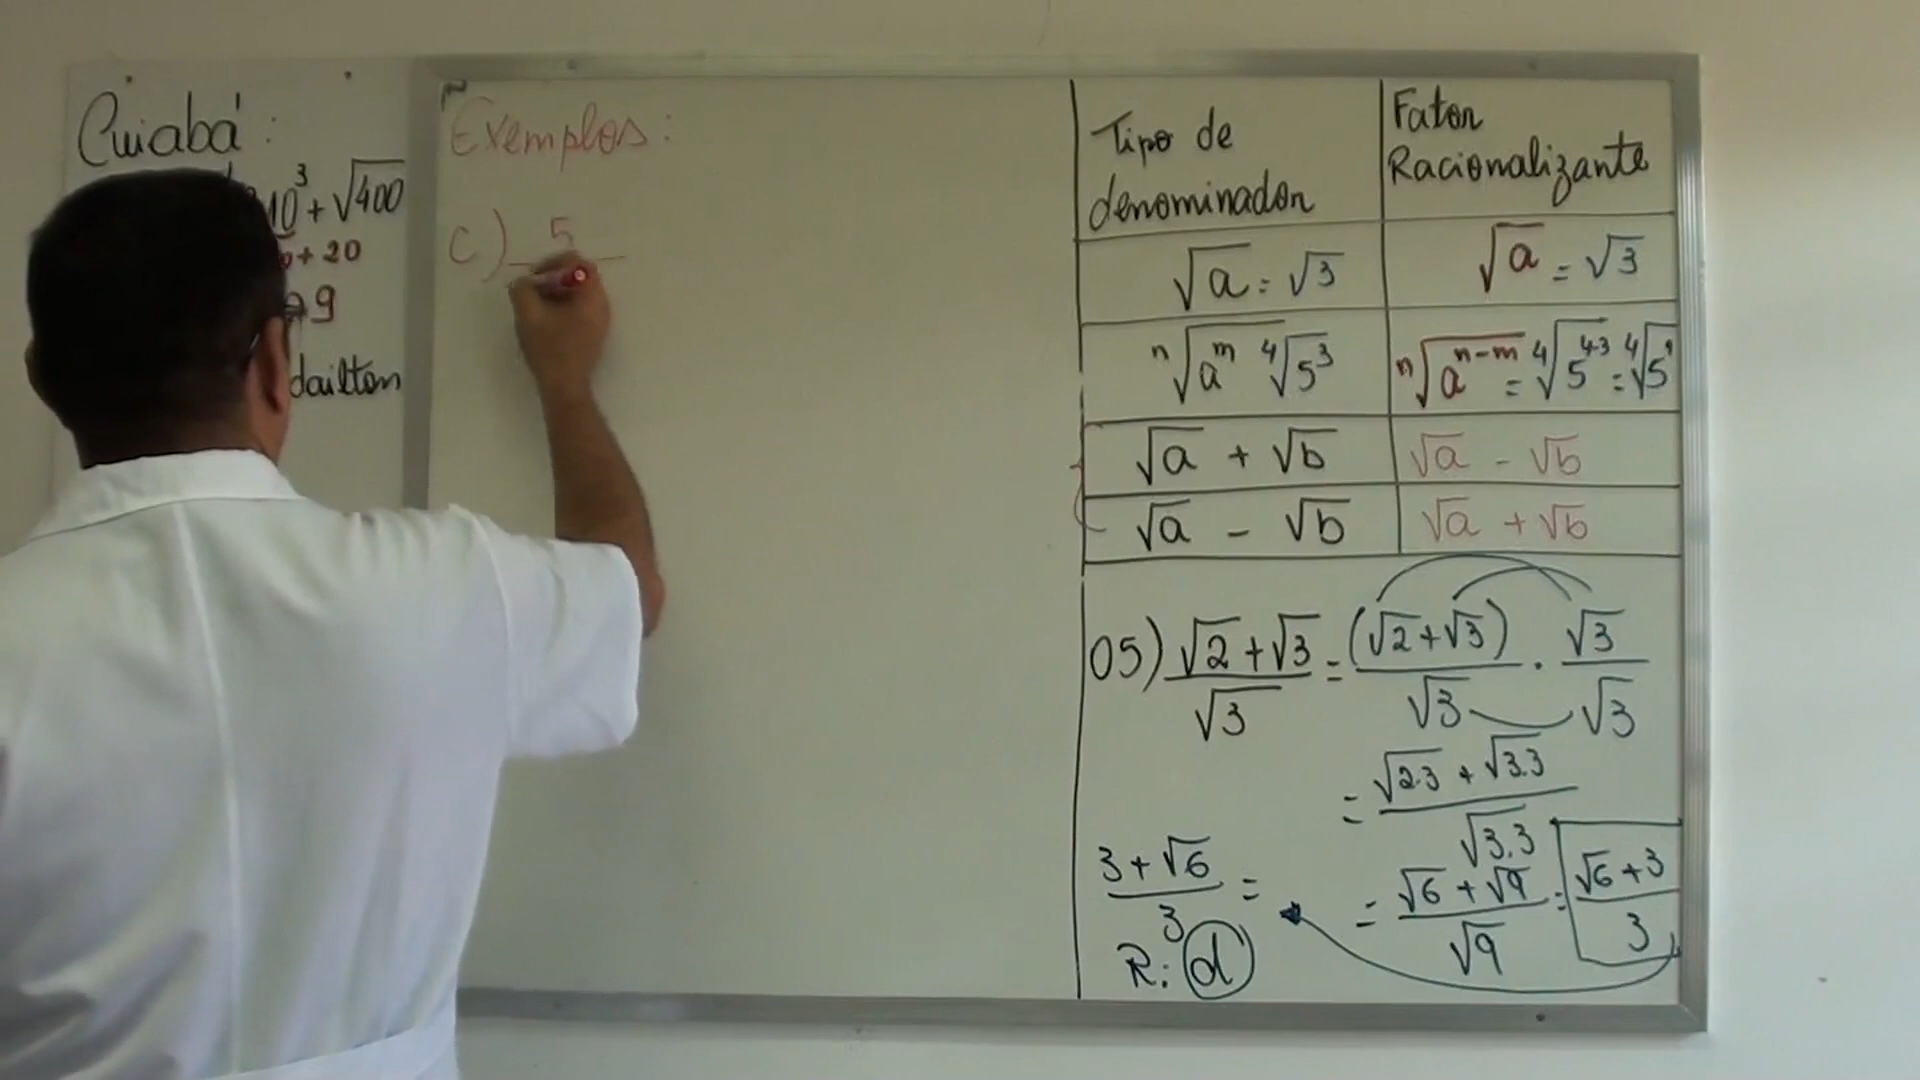 Cuiabá:
10³ + √400
+ 20
9
dailton
Exemplos:
c) 5
Tipo de denominador
Fator Racionalizante
√a = √3
√a = √3
ⁿ√aᵐ ⁴√5³
ⁿ√aⁿ⁻ᵐ = ⁴√5⁴⁻³ = ⁴√5¹
√a + √b
√a - √b
√a - √b
√a + √b
05) (√2 + √3)/√3 = (√2 + √3)/√3 · √3/√3
= (√2·3 + √3·3)/√3·3
= (√6 + √9)/√9 = (√6 + 3)/3
(3 + √6)/3 =
R: d